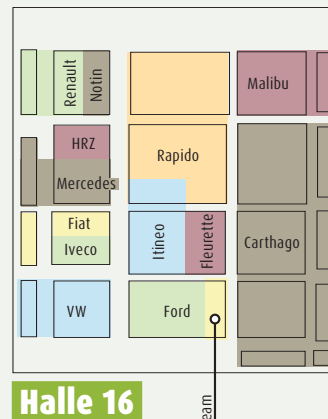 Renault
Notin
Malibu
HRZ
Mercedes
Rapido
Fiat
Iveco
Itineo
Fleurette
Carthago
VW
Ford
Halle 16
eam